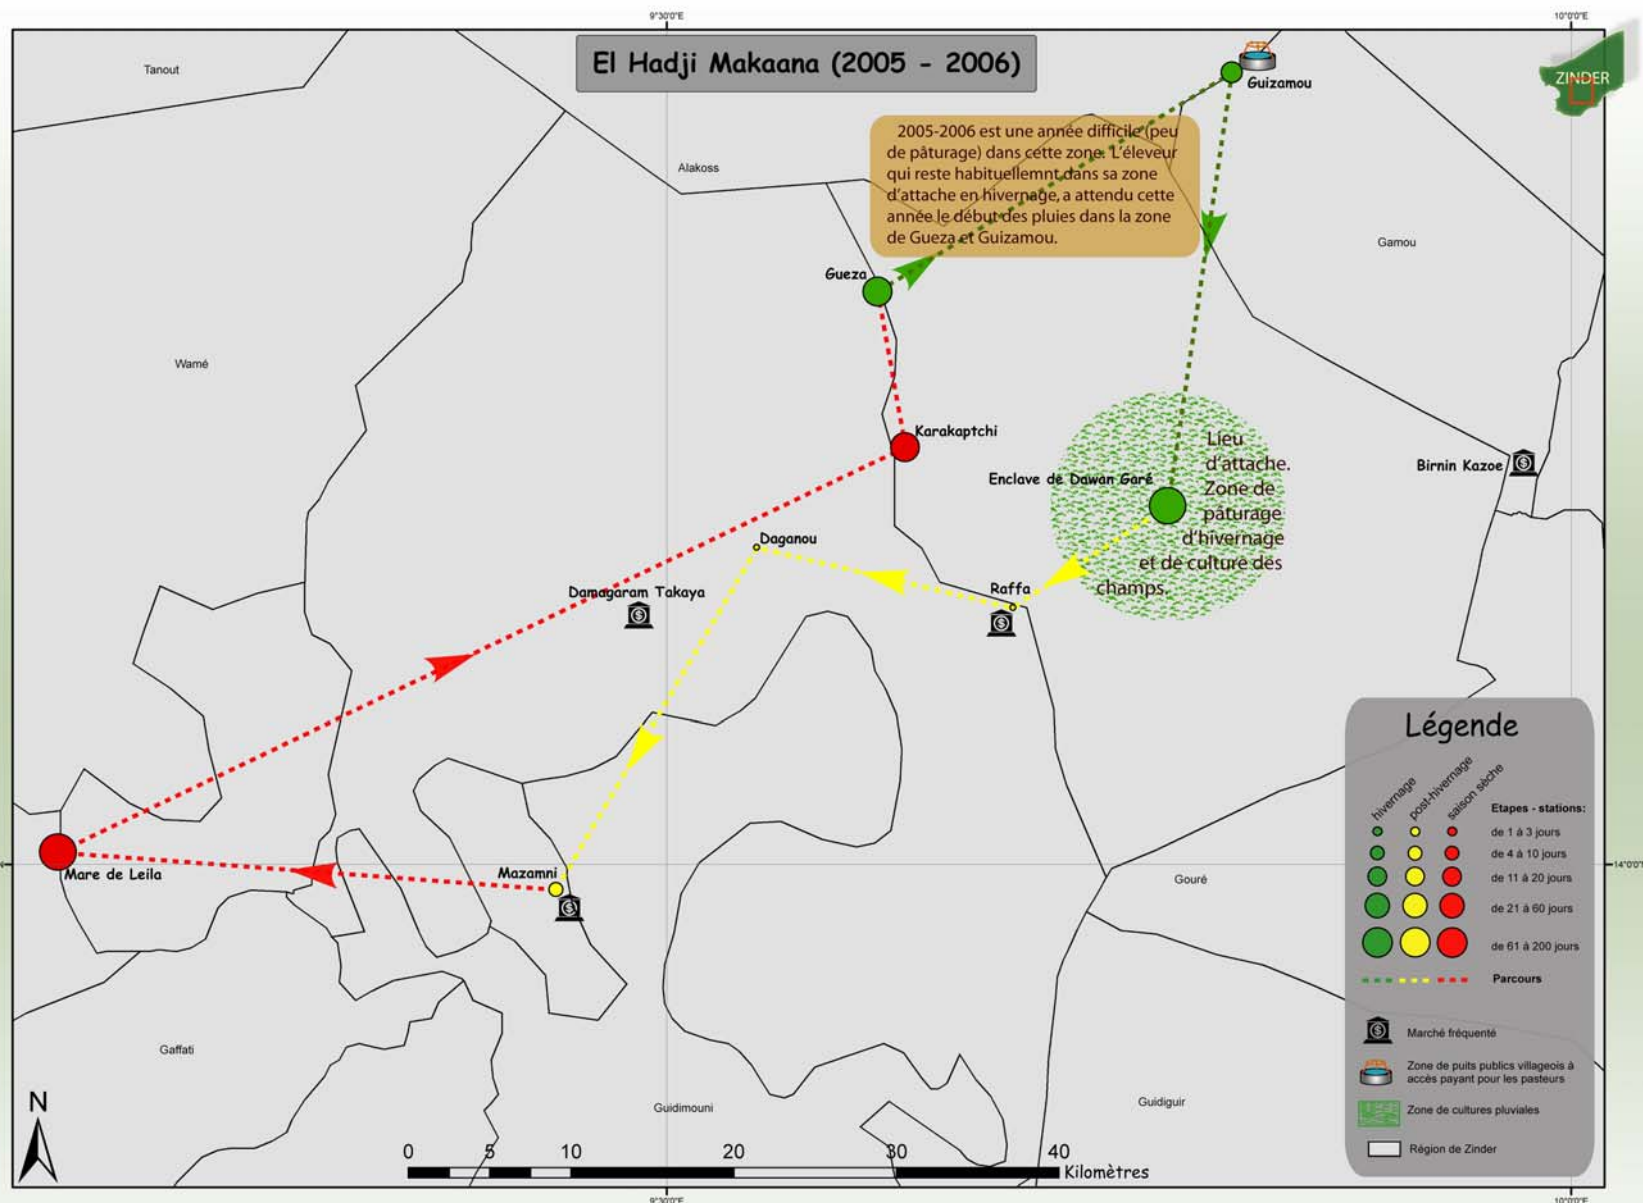 9°30'0"E
10°0'0"E
El Hadji Makaana (2005 - 2006)
Tanout
ZINDER
Guizamou
2005-2006 est une année difficile (peu
de pâturage) dans cette zone. L'éleveur
qui reste habituellemnt dans sa zone
d'attache en hivernage, a attendu cette
année le début des pluies dans la zone
de Gueza et Guizamou.
Alakoss
Gamou
Gueza
Wamé
Karakaptchi
Lieu
d'attache.
Zone de
pâturage
d'hivernage
et de culture des
champs.
Enclave de Dawan Garé
Birnin Kazoe
Daganou
Raffa
Damagaram Takaya
Mare de Leila
Mazamni
14°0'0"
Gouré
Gaffati
Guidimouni
Guidiguir
Légende
hivernage
post-hivernage
saison sèche
Etapes - stations:
de 1 à 3 jours
de 4 à 10 jours
de 11 à 20 jours
de 21 à 60 jours
de 61 à 200 jours
Parcours
Marché fréquenté
Zone de puits publics villageois à
accès payant pour les pasteurs
Zone de cultures pluviales
Région de Zinder
N
0 5 10 20 30 40
Kilomètres
9°30'0"E
10°0'0"E